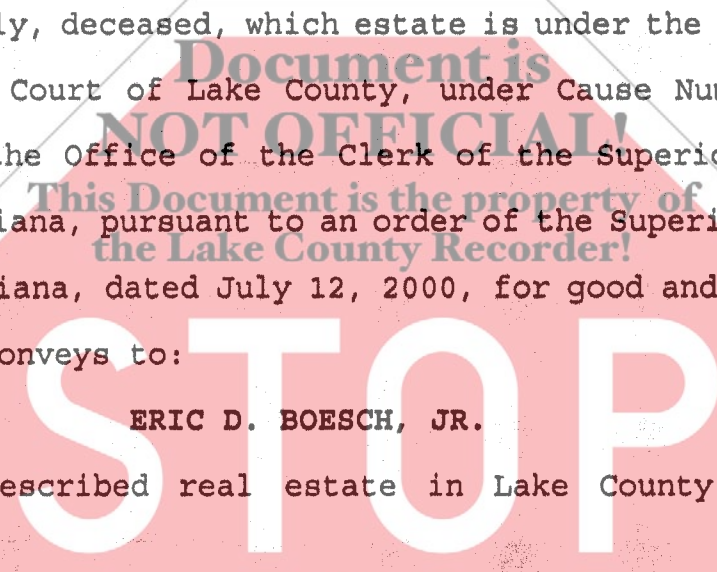 ly, deceased, which estate is under the
Document is
Court of Lake County, under Cause Nu
NOT OFFICIAL!
he Office of the Clerk of the Superi
This Document is the property of
iana, pursuant to an order of the Superi
the Lake County Recorder!
iana, dated July 12, 2000, for good and
onveys to:
STOP
ERIC D. BOESCH, JR.
escribed real estate in Lake County